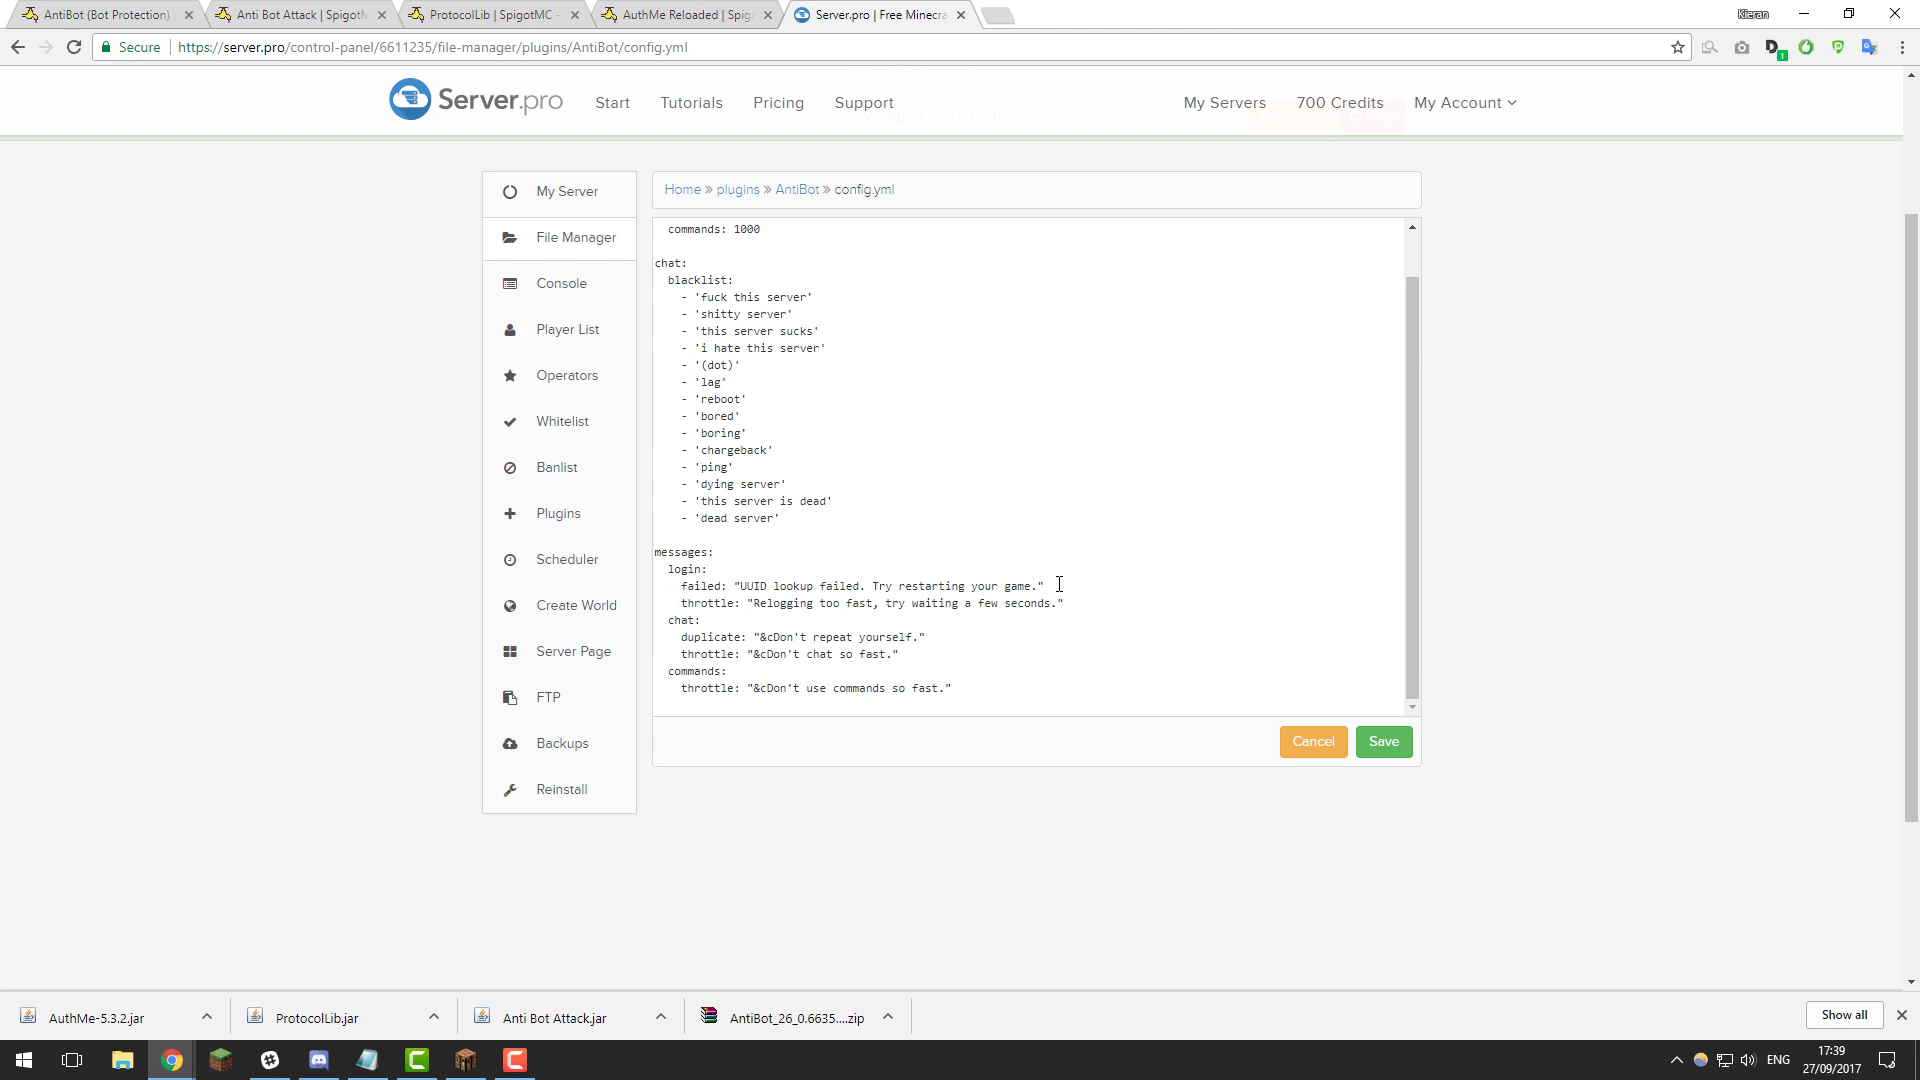 AntiBot (Bot Protection)
Anti Bot Attack | SpigotM
ProtocolLib | SpigotMC -
AuthMe Reloaded | Spig
Server.pro | Free Minecra
Kieran
Secure
https://server.pro/control-panel/6611235/file-manager/plugins/AntiBot/config.yml
1
Server.pro
Start
Tutorials
Pricing
Support
My Servers
700 Credits
My Account
My Server
File Manager
Console
Player List
Operators
Whitelist
Banlist
Plugins
Scheduler
Create World
Server Page
FTP
Backups
Reinstall
Home » plugins » AntiBot » config.yml
commands: 1000
chat:
blacklist:
- 'fuck this server'
- 'shitty server'
- 'this server sucks'
- 'i hate this server'
- '(dot)'
- 'lag'
- 'reboot'
- 'bored'
- 'boring'
- 'chargeback'
- 'ping'
- 'dying server'
- 'this server is dead'
- 'dead server'
messages:
login:
failed: "UUID lookup failed. Try restarting your game."
throttle: "Relogging too fast, try waiting a few seconds."
chat:
duplicate: "&cDon't repeat yourself."
throttle: "&cDon't chat so fast."
commands:
throttle: "&cDon't use commands so fast."
Cancel
Save
AuthMe-5.3.2.jar
ProtocolLib.jar
Anti Bot Attack.jar
AntiBot_26_0.6635....zip
Show all
ENG
17:39
27/09/2017